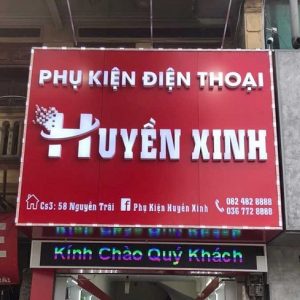 PHỤ KIỆN ĐIỆN THOẠI
HUYỀN XINH
Cs3: 58 Nguyễn Trãi
Phụ Kiện Huyền Xinh
082 482 8888
036 772 8888
Kính Chào Quý Khách